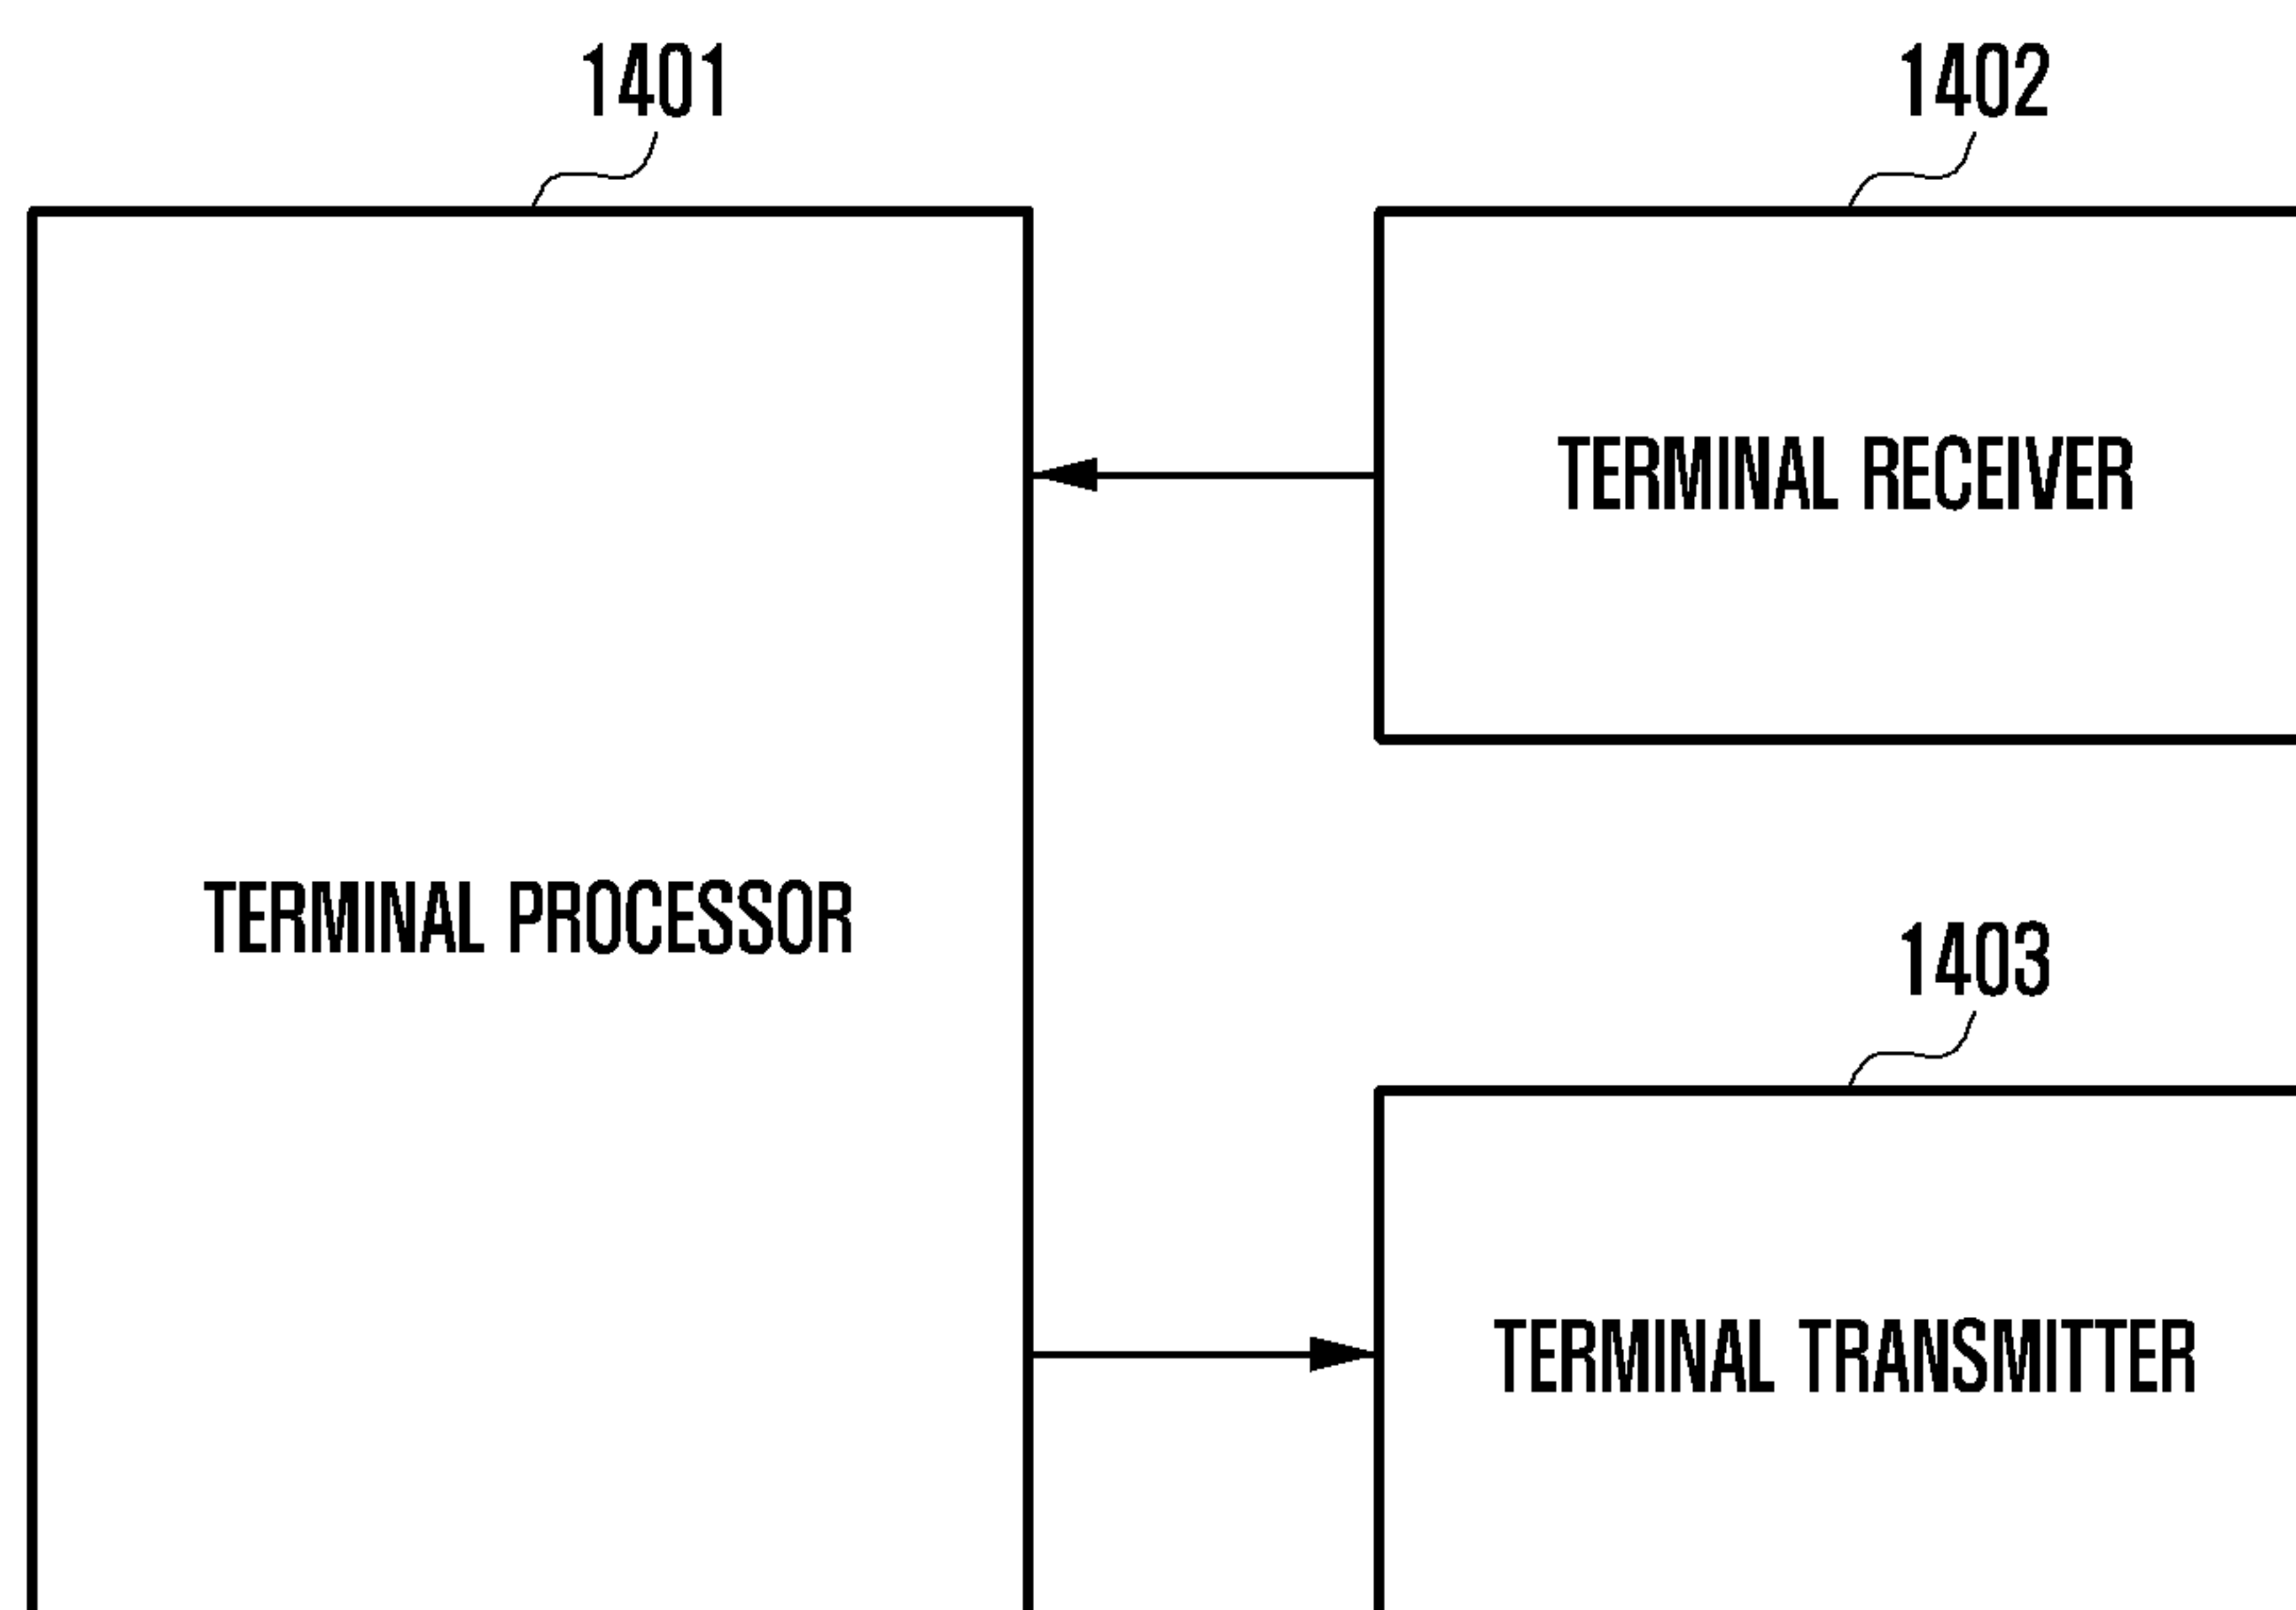 1401
1402
TERMINAL RECEIVER
TERMINAL PROCESSOR
1403
TERMINAL TRANSMITTER